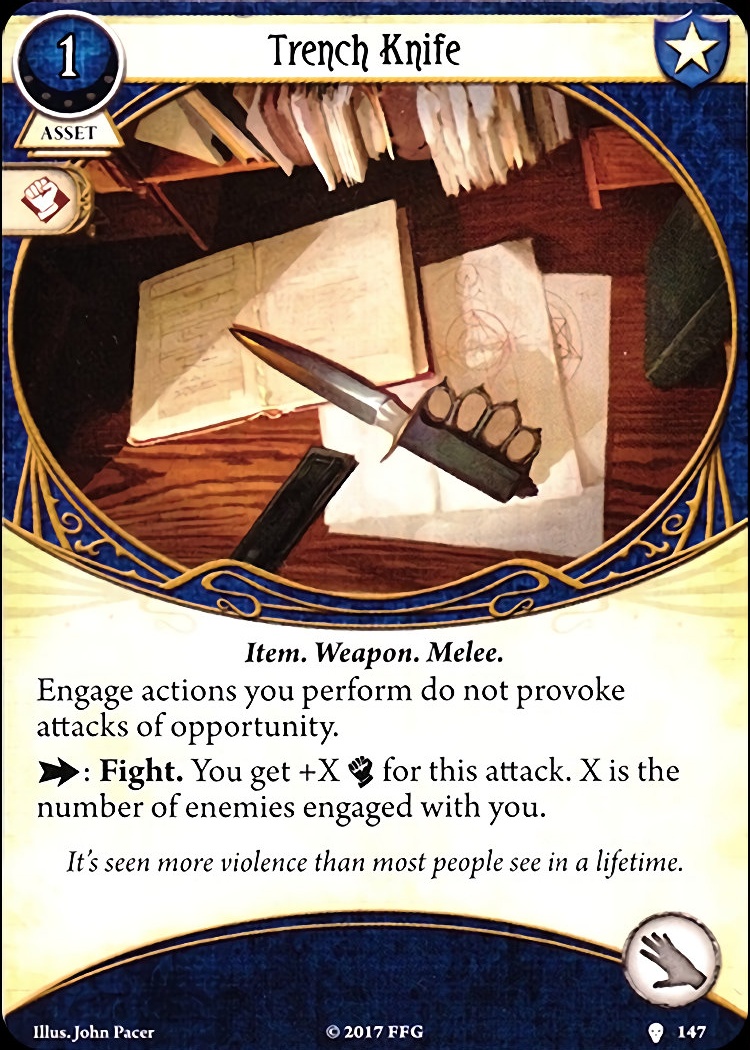 1
Trench Knife
ASSET
Item. Weapon. Melee.
Engage actions you perform do not provoke
attacks of opportunity.
: Fight. You get +X for this attack. X is the
number of enemies engaged with you.
It's seen more violence than most people see in a lifetime.
Illus. John Pacer
© 2017 FFG
147